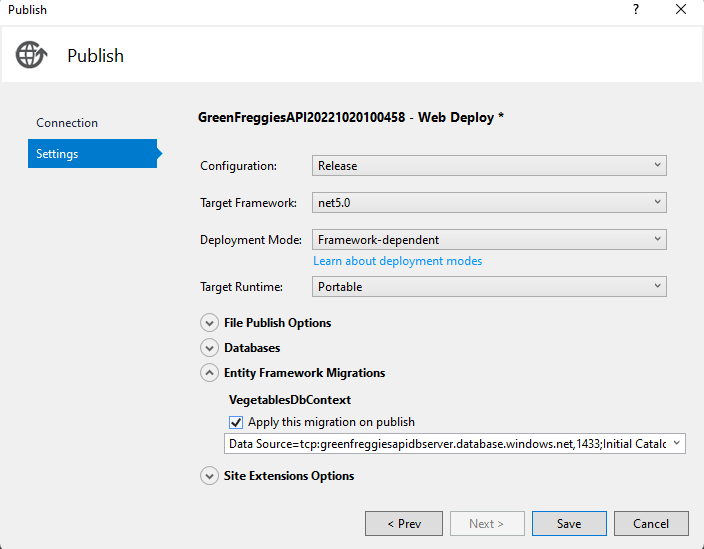 Publish
?
Publish
Connection
Settings
GreenFreggiesAPI20221020100458 - Web Deploy *
Configuration: Release
Target Framework: net5.0
Deployment Mode: Framework-dependent
Learn about deployment modes
Target Runtime: Portable
File Publish Options
Databases
Entity Framework Migrations
VegetablesDbContext
Apply this migration on publish
Data Source=tcp:greenfreggiesapidbserver.database.windows.net,1433;Initial Catalo
Site Extensions Options
< Prev Next > Save Cancel